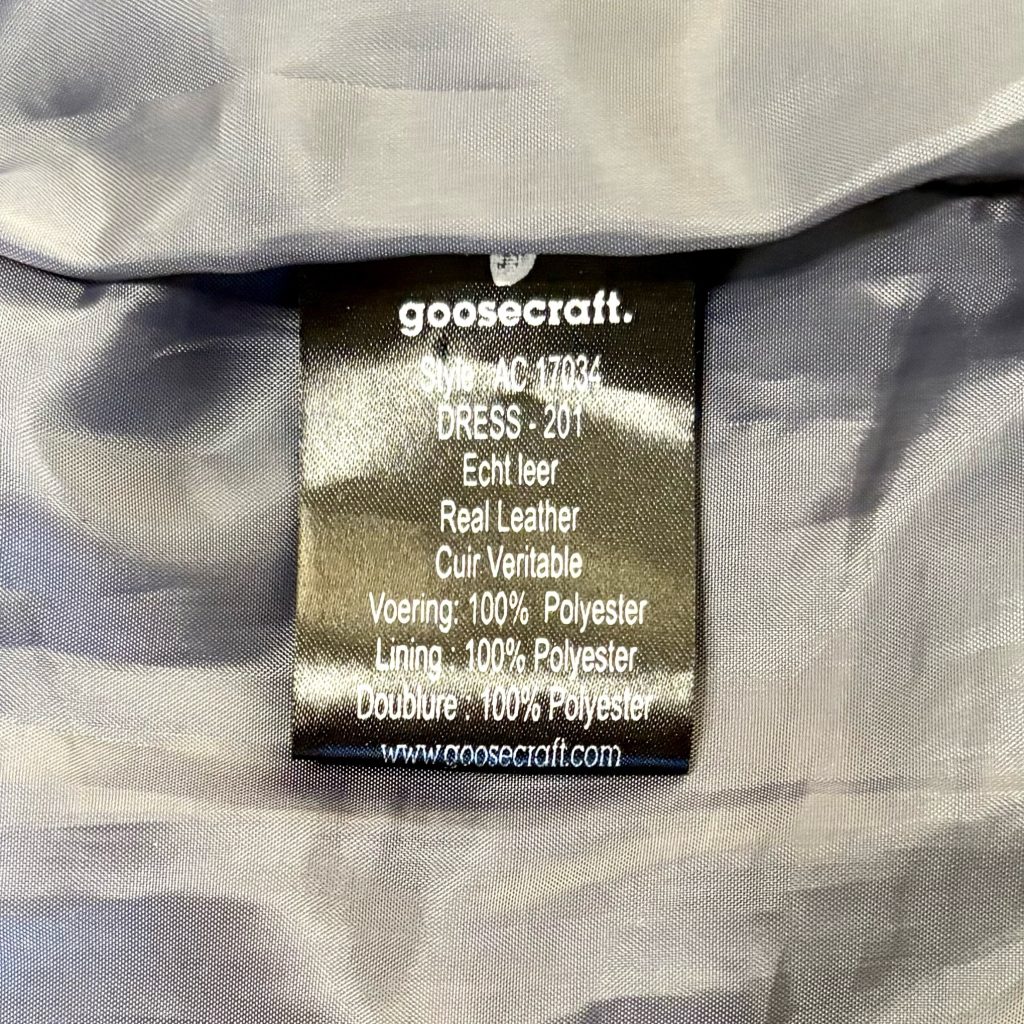 goosecraft.
Style AC 17034
DRESS - 201
Echt leer
Real Leather
Cuir Veritable
Voering: 100% Polyester
Lining : 100% Polyester
Doublure : 100% Polyester
www.goosecraft.com